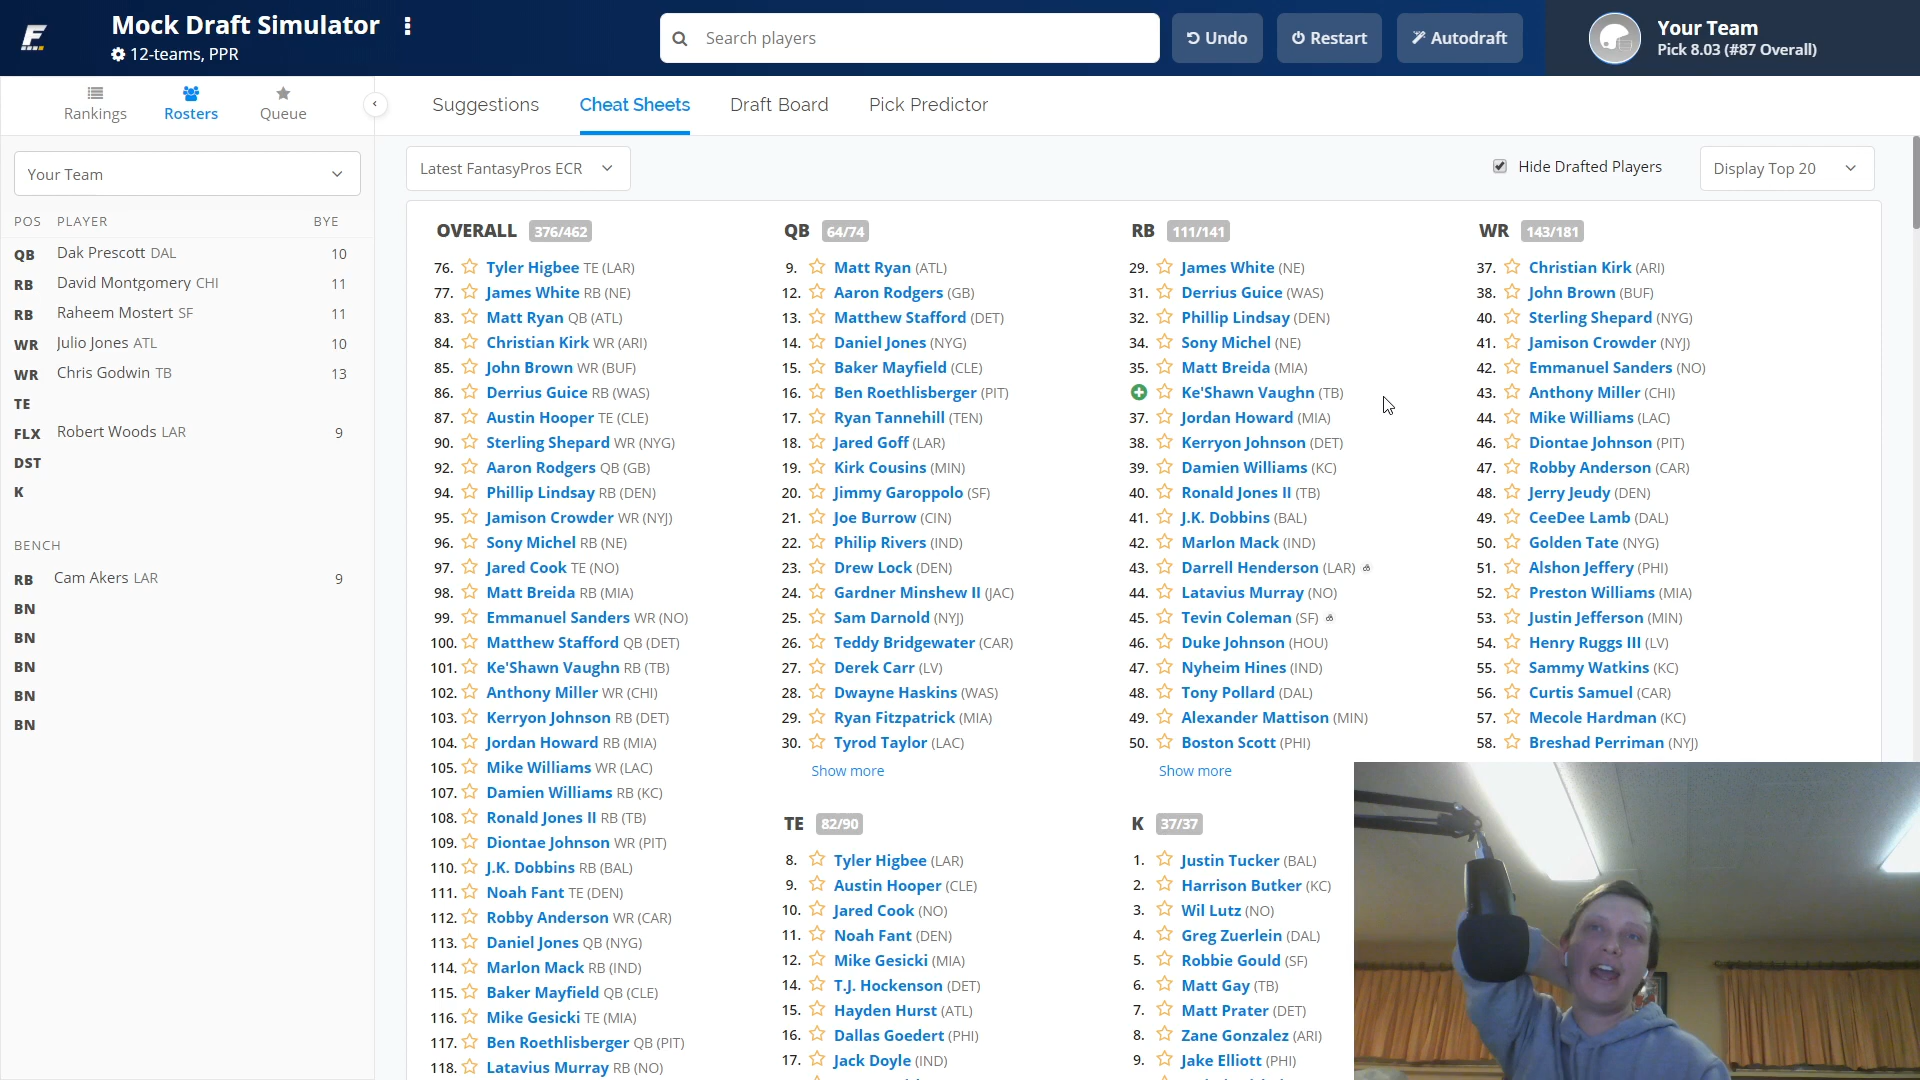 Mock Draft Simulator
12-teams, PPR
Search players
Undo
Restart
Autodraft
Your Team
Pick 8.03 (#87 Overall)
Rankings
Rosters
Queue
Suggestions
Cheat Sheets
Draft Board
Pick Predictor
Your Team
POS PLAYER BYE
QB Dak Prescott DAL 10
RB David Montgomery CHI 11
RB Raheem Mostert SF 11
WR Julio Jones ATL 10
WR Chris Godwin TB 13
TE
FLX Robert Woods LAR 9
DST
K
BENCH
RB Cam Akers LAR 9
BN
BN
BN
BN
BN
Latest FantasyPros ECR
Hide Drafted Players
Display Top 20
OVERALL 376/462
76. Tyler Higbee TE (LAR)
77. James White RB (NE)
83. Matt Ryan QB (ATL)
84. Christian Kirk WR (ARI)
85. John Brown WR (BUF)
86. Derrius Guice RB (WAS)
87. Austin Hooper TE (CLE)
90. Sterling Shepard WR (NYG)
92. Aaron Rodgers QB (GB)
94. Phillip Lindsay RB (DEN)
95. Jamison Crowder WR (NYJ)
96. Sony Michel RB (NE)
97. Jared Cook TE (NO)
98. Matt Breida RB (MIA)
99. Emmanuel Sanders WR (NO)
100. Matthew Stafford QB (DET)
101. Ke'Shawn Vaughn RB (TB)
102. Anthony Miller WR (CHI)
103. Kerryon Johnson RB (DET)
104. Jordan Howard RB (MIA)
105. Mike Williams WR (LAC)
107. Damien Williams RB (KC)
108. Ronald Jones II RB (TB)
109. Diontae Johnson WR (PIT)
110. J.K. Dobbins RB (BAL)
111. Noah Fant TE (DEN)
112. Robby Anderson WR (CAR)
113. Daniel Jones QB (NYG)
114. Marlon Mack RB (IND)
115. Baker Mayfield QB (CLE)
116. Mike Gesicki TE (MIA)
117. Ben Roethlisberger QB (PIT)
118. Latavius Murray RB (NO)
QB 64/74
9. Matt Ryan (ATL)
12. Aaron Rodgers (GB)
13. Matthew Stafford (DET)
14. Daniel Jones (NYG)
15. Baker Mayfield (CLE)
16. Ben Roethlisberger (PIT)
17. Ryan Tannehill (TEN)
18. Jared Goff (LAR)
19. Kirk Cousins (MIN)
20. Jimmy Garoppolo (SF)
21. Joe Burrow (CIN)
22. Philip Rivers (IND)
23. Drew Lock (DEN)
24. Gardner Minshew II (JAC)
25. Sam Darnold (NYJ)
26. Teddy Bridgewater (CAR)
27. Derek Carr (LV)
28. Dwayne Haskins (WAS)
29. Ryan Fitzpatrick (MIA)
30. Tyrod Taylor (LAC)
Show more
TE 82/90
8. Tyler Higbee (LAR)
9. Austin Hooper (CLE)
10. Jared Cook (NO)
11. Noah Fant (DEN)
12. Mike Gesicki (MIA)
14. T.J. Hockenson (DET)
15. Hayden Hurst (ATL)
16. Dallas Goedert (PHI)
17. Jack Doyle (IND)
RB 111/141
29. James White (NE)
31. Derrius Guice (WAS)
32. Phillip Lindsay (DEN)
34. Sony Michel (NE)
35. Matt Breida (MIA)
Ke'Shawn Vaughn (TB)
37. Jordan Howard (MIA)
38. Kerryon Johnson (DET)
39. Damien Williams (KC)
40. Ronald Jones II (TB)
41. J.K. Dobbins (BAL)
42. Marlon Mack (IND)
43. Darrell Henderson (LAR)
44. Latavius Murray (NO)
45. Tevin Coleman (SF)
46. Duke Johnson (HOU)
47. Nyheim Hines (IND)
48. Tony Pollard (DAL)
49. Alexander Mattison (MIN)
50. Boston Scott (PHI)
Show more
K 37/37
1. Justin Tucker (BAL)
2. Harrison Butker (KC)
3. Wil Lutz (NO)
4. Greg Zuerlein (DAL)
5. Robbie Gould (SF)
6. Matt Gay (TB)
7. Matt Prater (DET)
8. Zane Gonzalez (ARI)
9. Jake Elliott (PHI)
WR 143/181
37. Christian Kirk (ARI)
38. John Brown (BUF)
40. Sterling Shepard (NYG)
41. Jamison Crowder (NYJ)
42. Emmanuel Sanders (NO)
43. Anthony Miller (CHI)
44. Mike Williams (LAC)
46. Diontae Johnson (PIT)
47. Robby Anderson (CAR)
48. Jerry Jeudy (DEN)
49. CeeDee Lamb (DAL)
50. Golden Tate (NYG)
51. Alshon Jeffery (PHI)
52. Preston Williams (MIA)
53. Justin Jefferson (MIN)
54. Henry Ruggs III (LV)
55. Sammy Watkins (KC)
56. Curtis Samuel (CAR)
57. Mecole Hardman (KC)
58. Breshad Perriman (NYJ)